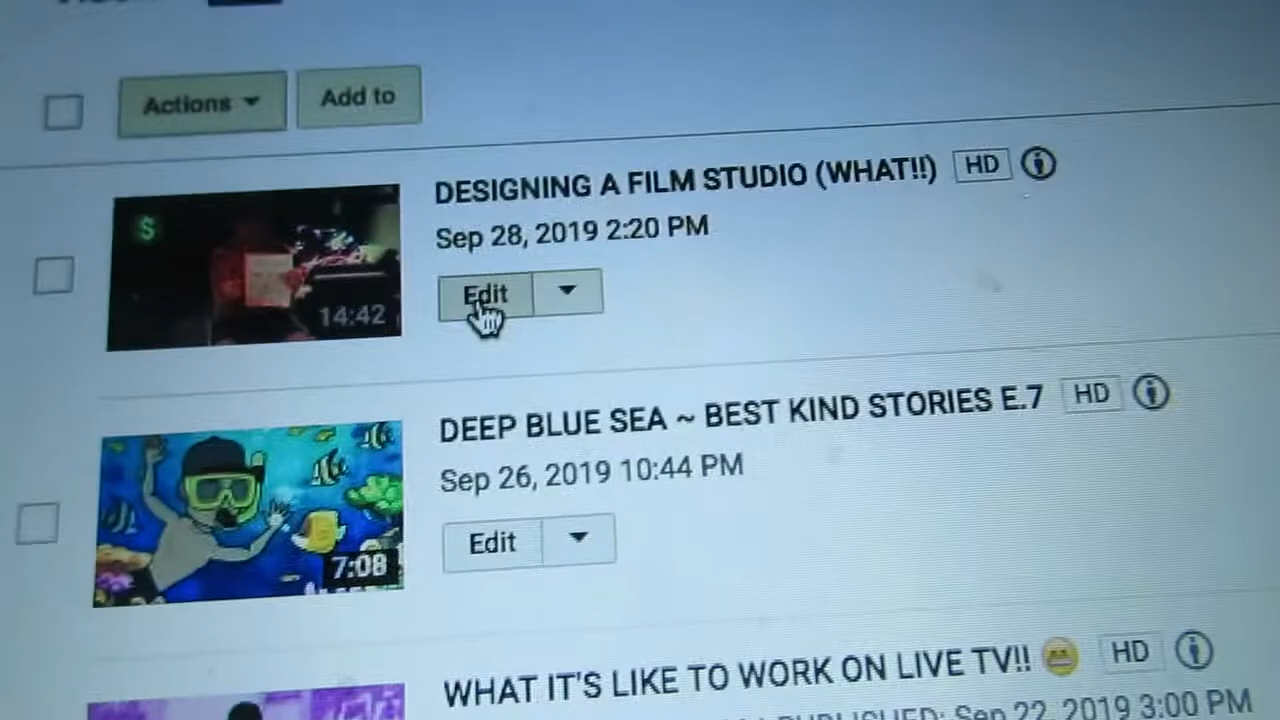 Actions
Add to
DESIGNING A FILM STUDIO (WHAT!!) HD
Sep 28, 2019 2:20 PM
$
Edit
14:42
DEEP BLUE SEA ~ BEST KIND STORIES E.7 HD
Sep 26, 2019 10:44 PM
Edit
7:08
WHAT IT'S LIKE TO WORK ON LIVE TV!! 😁 HD
PUBLISHED: Sep 22, 2019 3:00 PM